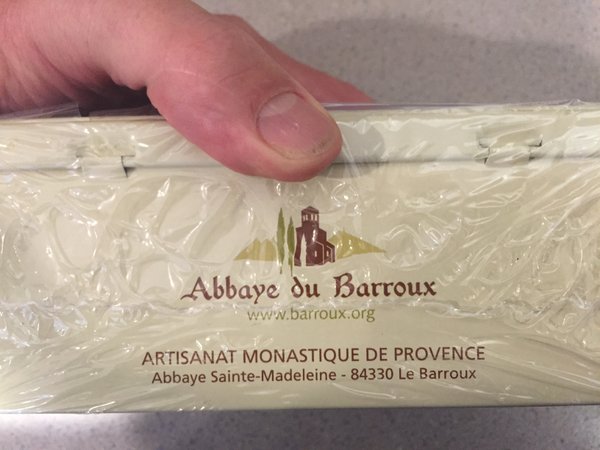 Abbaye du Barroux
www.barroux.org
ARTISANAT MONASTIQUE DE PROVENCE
Abbaye Sainte-Madeleine - 84330 Le Barroux